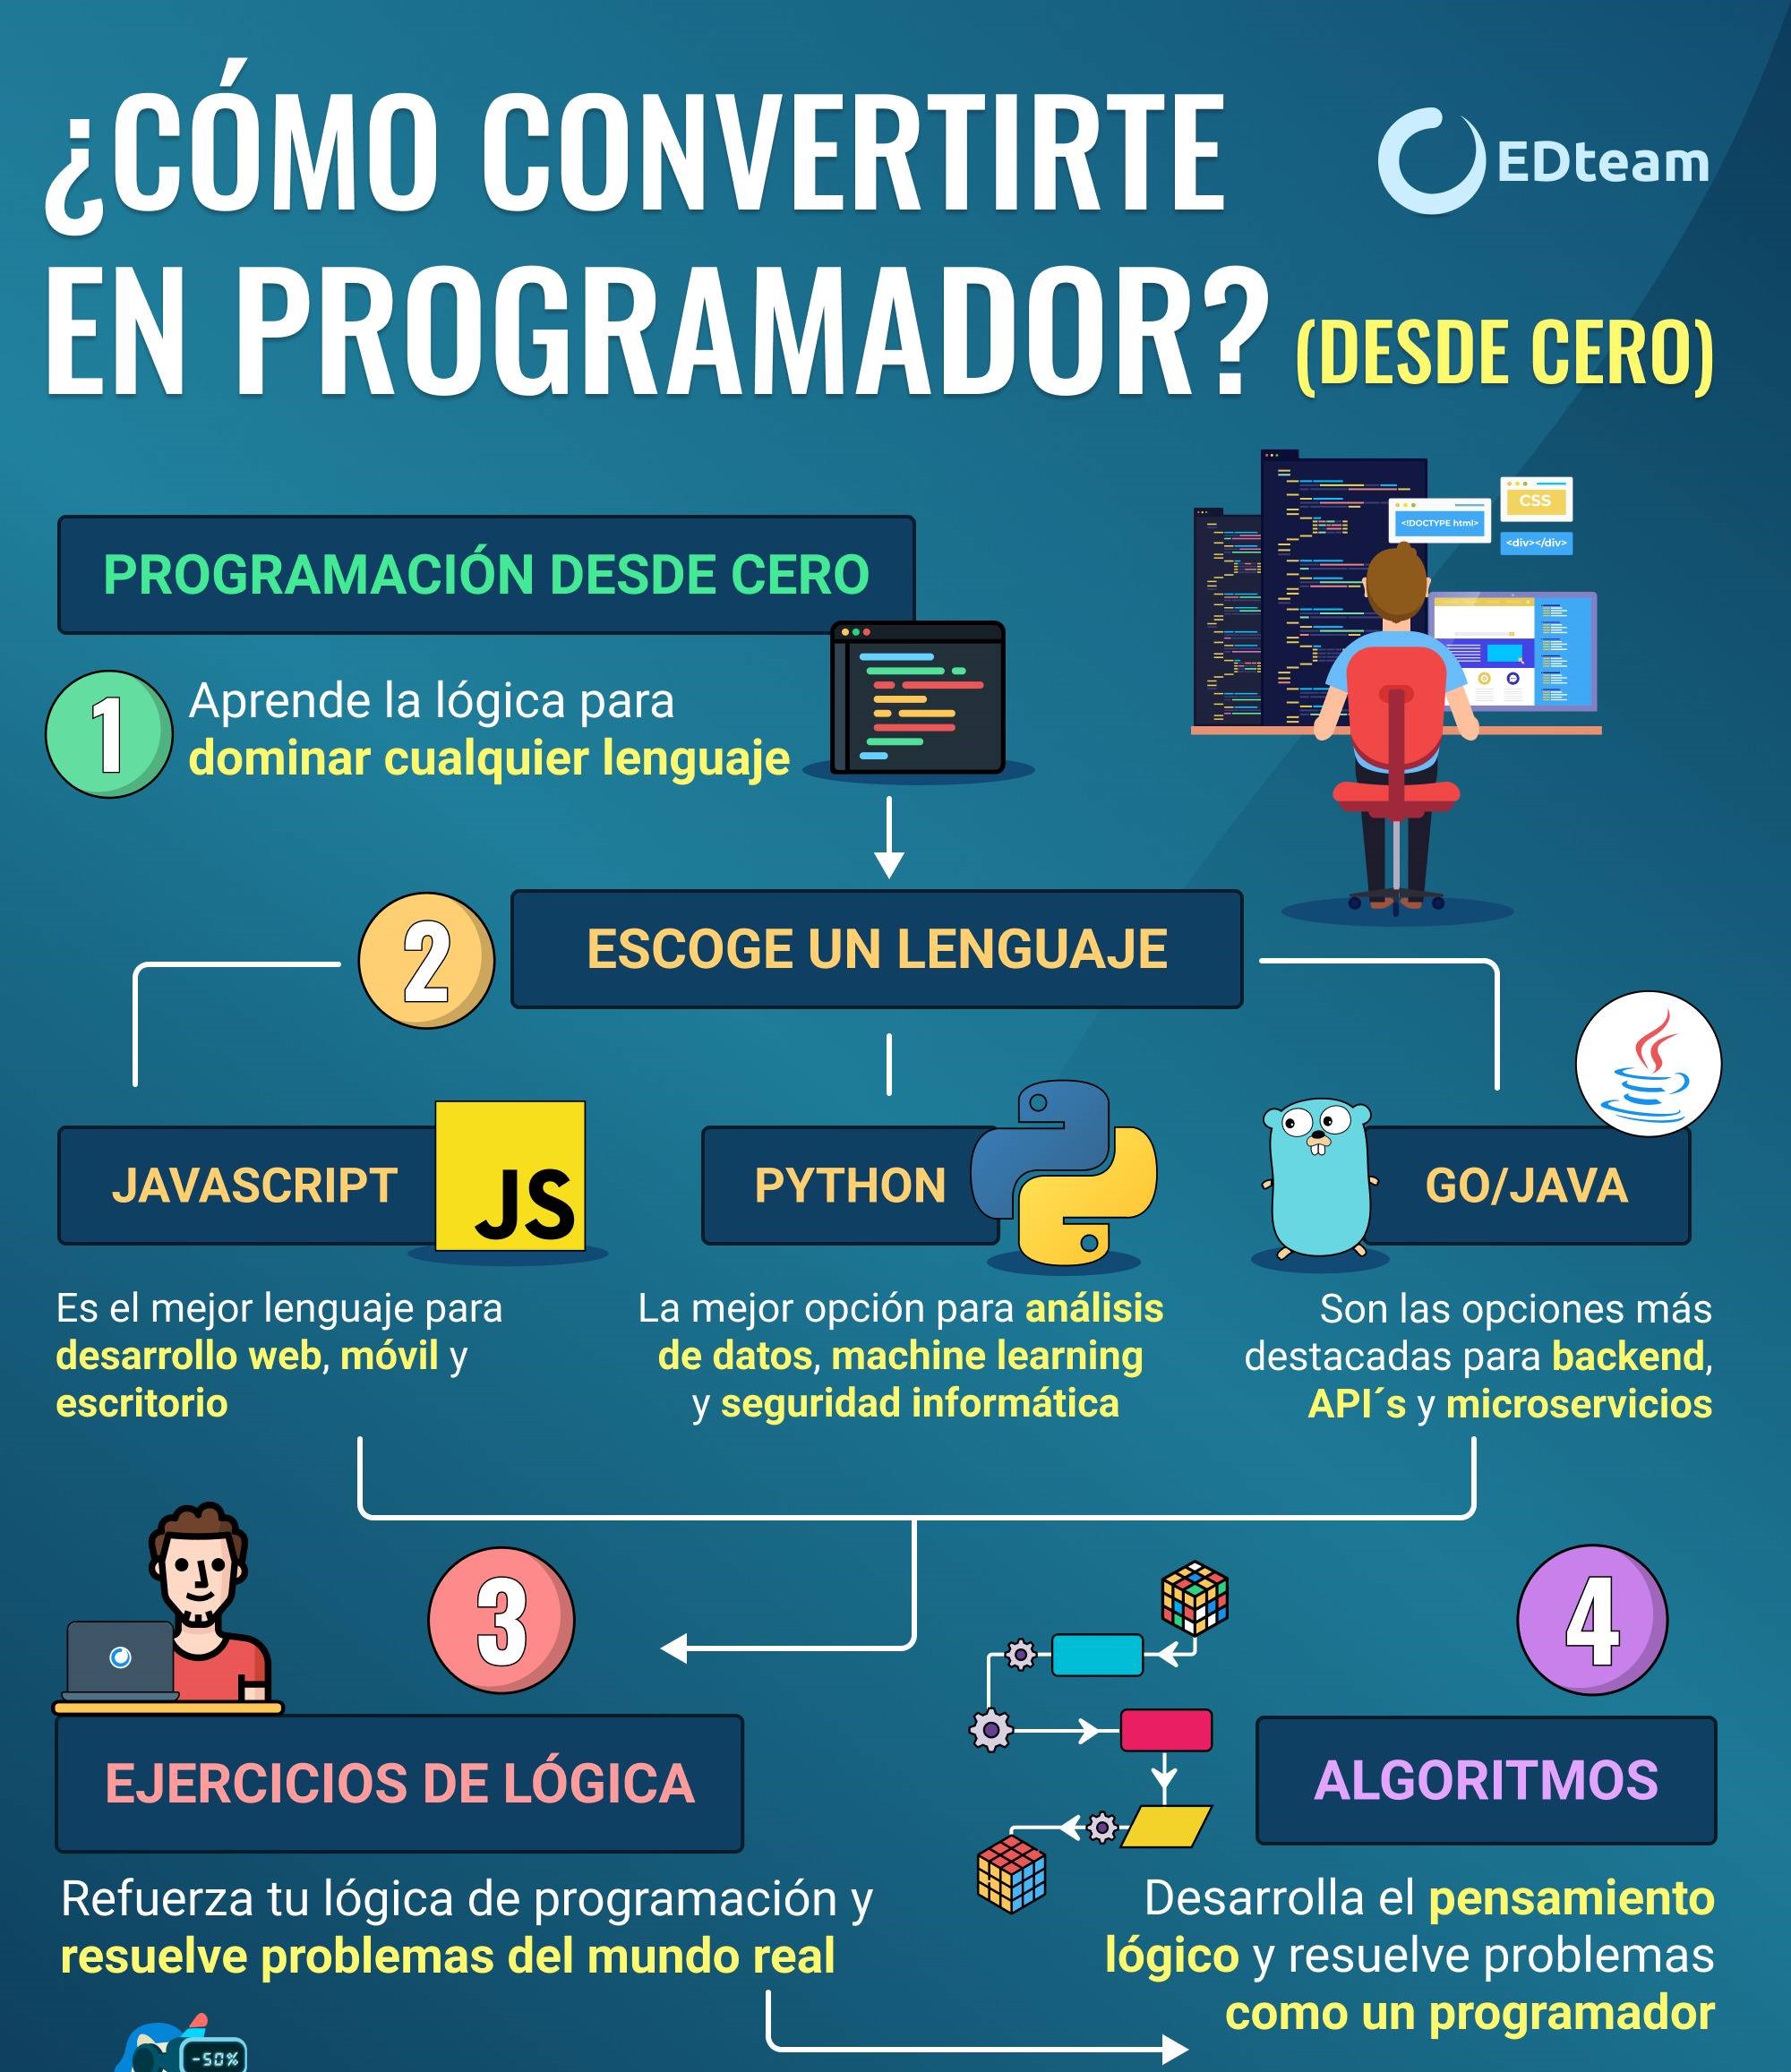 ¿CÓMO CONVERTIRTE
EN PROGRAMADOR? (DESDE CERO)
EDteam
<!DOCTYPE html>
CSS
<div></div>
PROGRAMACIÓN DESDE CERO
1
Aprende la lógica para
dominar cualquier lenguaje
2
ESCOGE UN LENGUAJE
JAVASCRIPT
JS
Es el mejor lenguaje para
desarrollo web, móvil y
escritorio
PYTHON
La mejor opción para análisis
de datos, machine learning
y seguridad informática
GO/JAVA
Son las opciones más
destacadas para backend,
API´s y microservicios
3
EJERCICIOS DE LÓGICA
Refuerza tu lógica de programación y
resuelve problemas del mundo real
4
ALGORITMOS
Desarrolla el pensamiento
lógico y resuelve problemas
como un programador
-50%